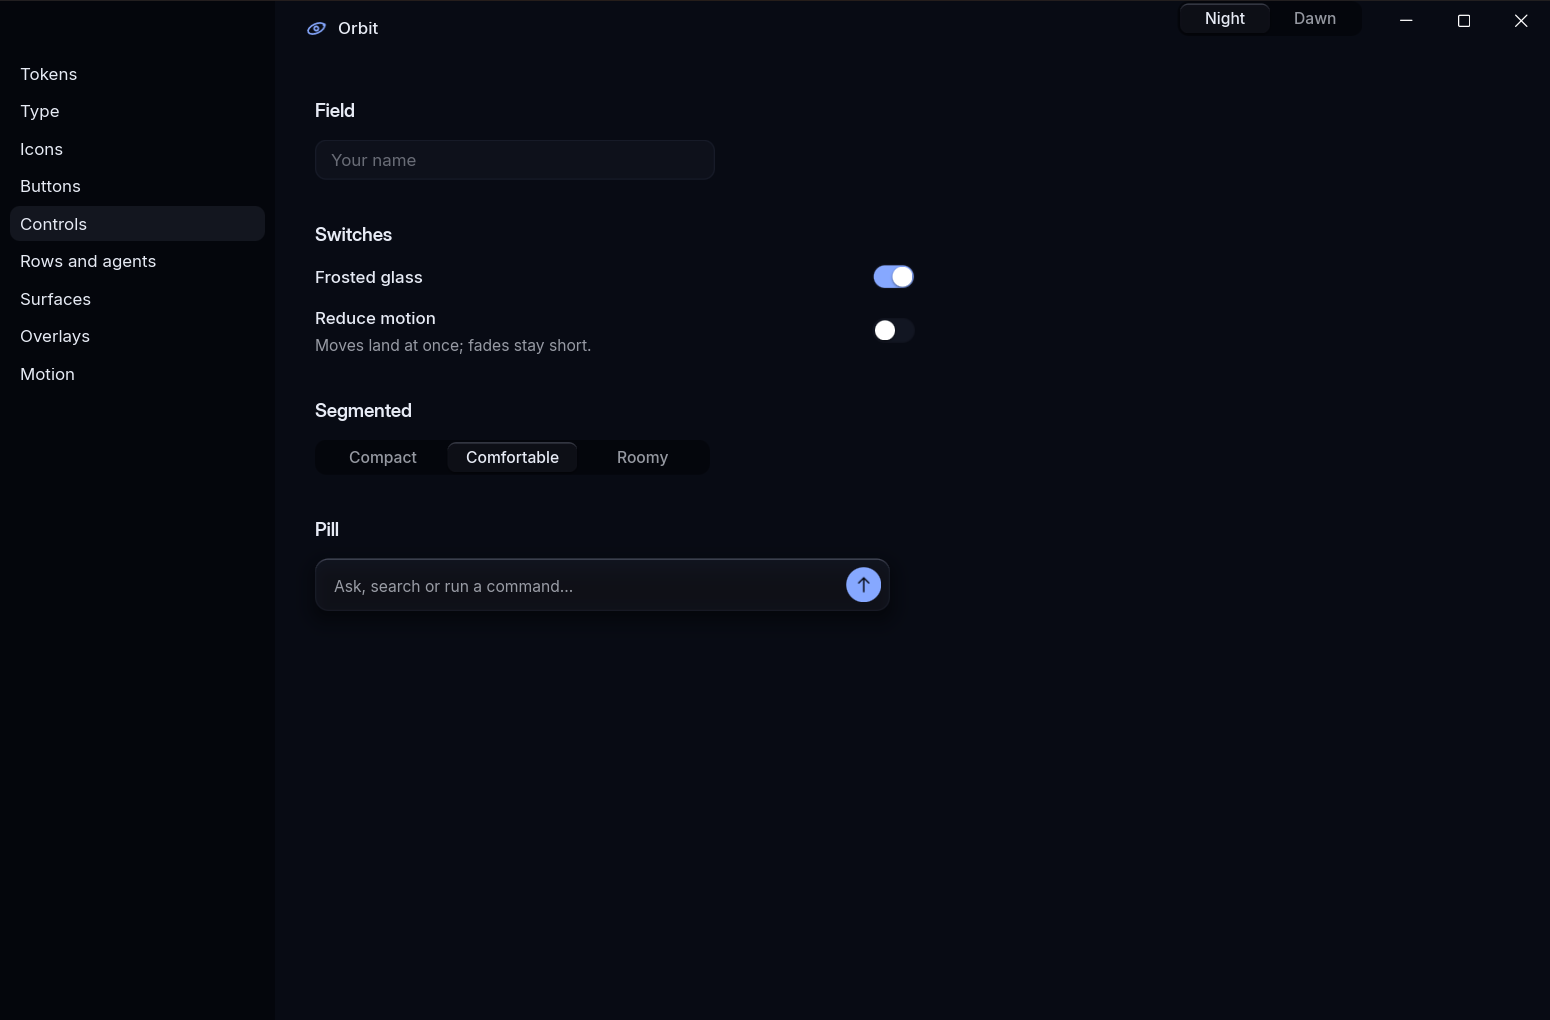 Orbit
Night
Dawn
Tokens
Type
Icons
Buttons
Controls
Rows and agents
Surfaces
Overlays
Motion
Field
Your name
Switches
Frosted glass
Reduce motion
Moves land at once; fades stay short.
Segmented
Compact
Comfortable
Roomy
Pill
Ask, search or run a command...